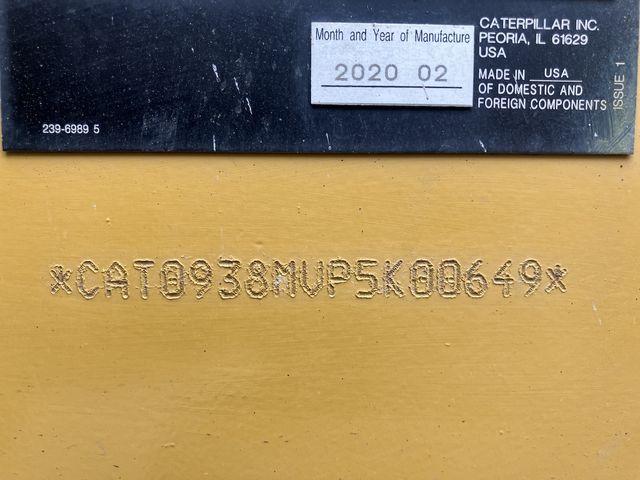 Month and Year of Manufacture
2020 02
CATERPILLAR INC.
PEORIA, IL 61629
USA
MADE IN USA
OF DOMESTIC AND
FOREIGN COMPONENTS
ISSUE 1
239-6989 5
*CAT0938MVP5K00649*